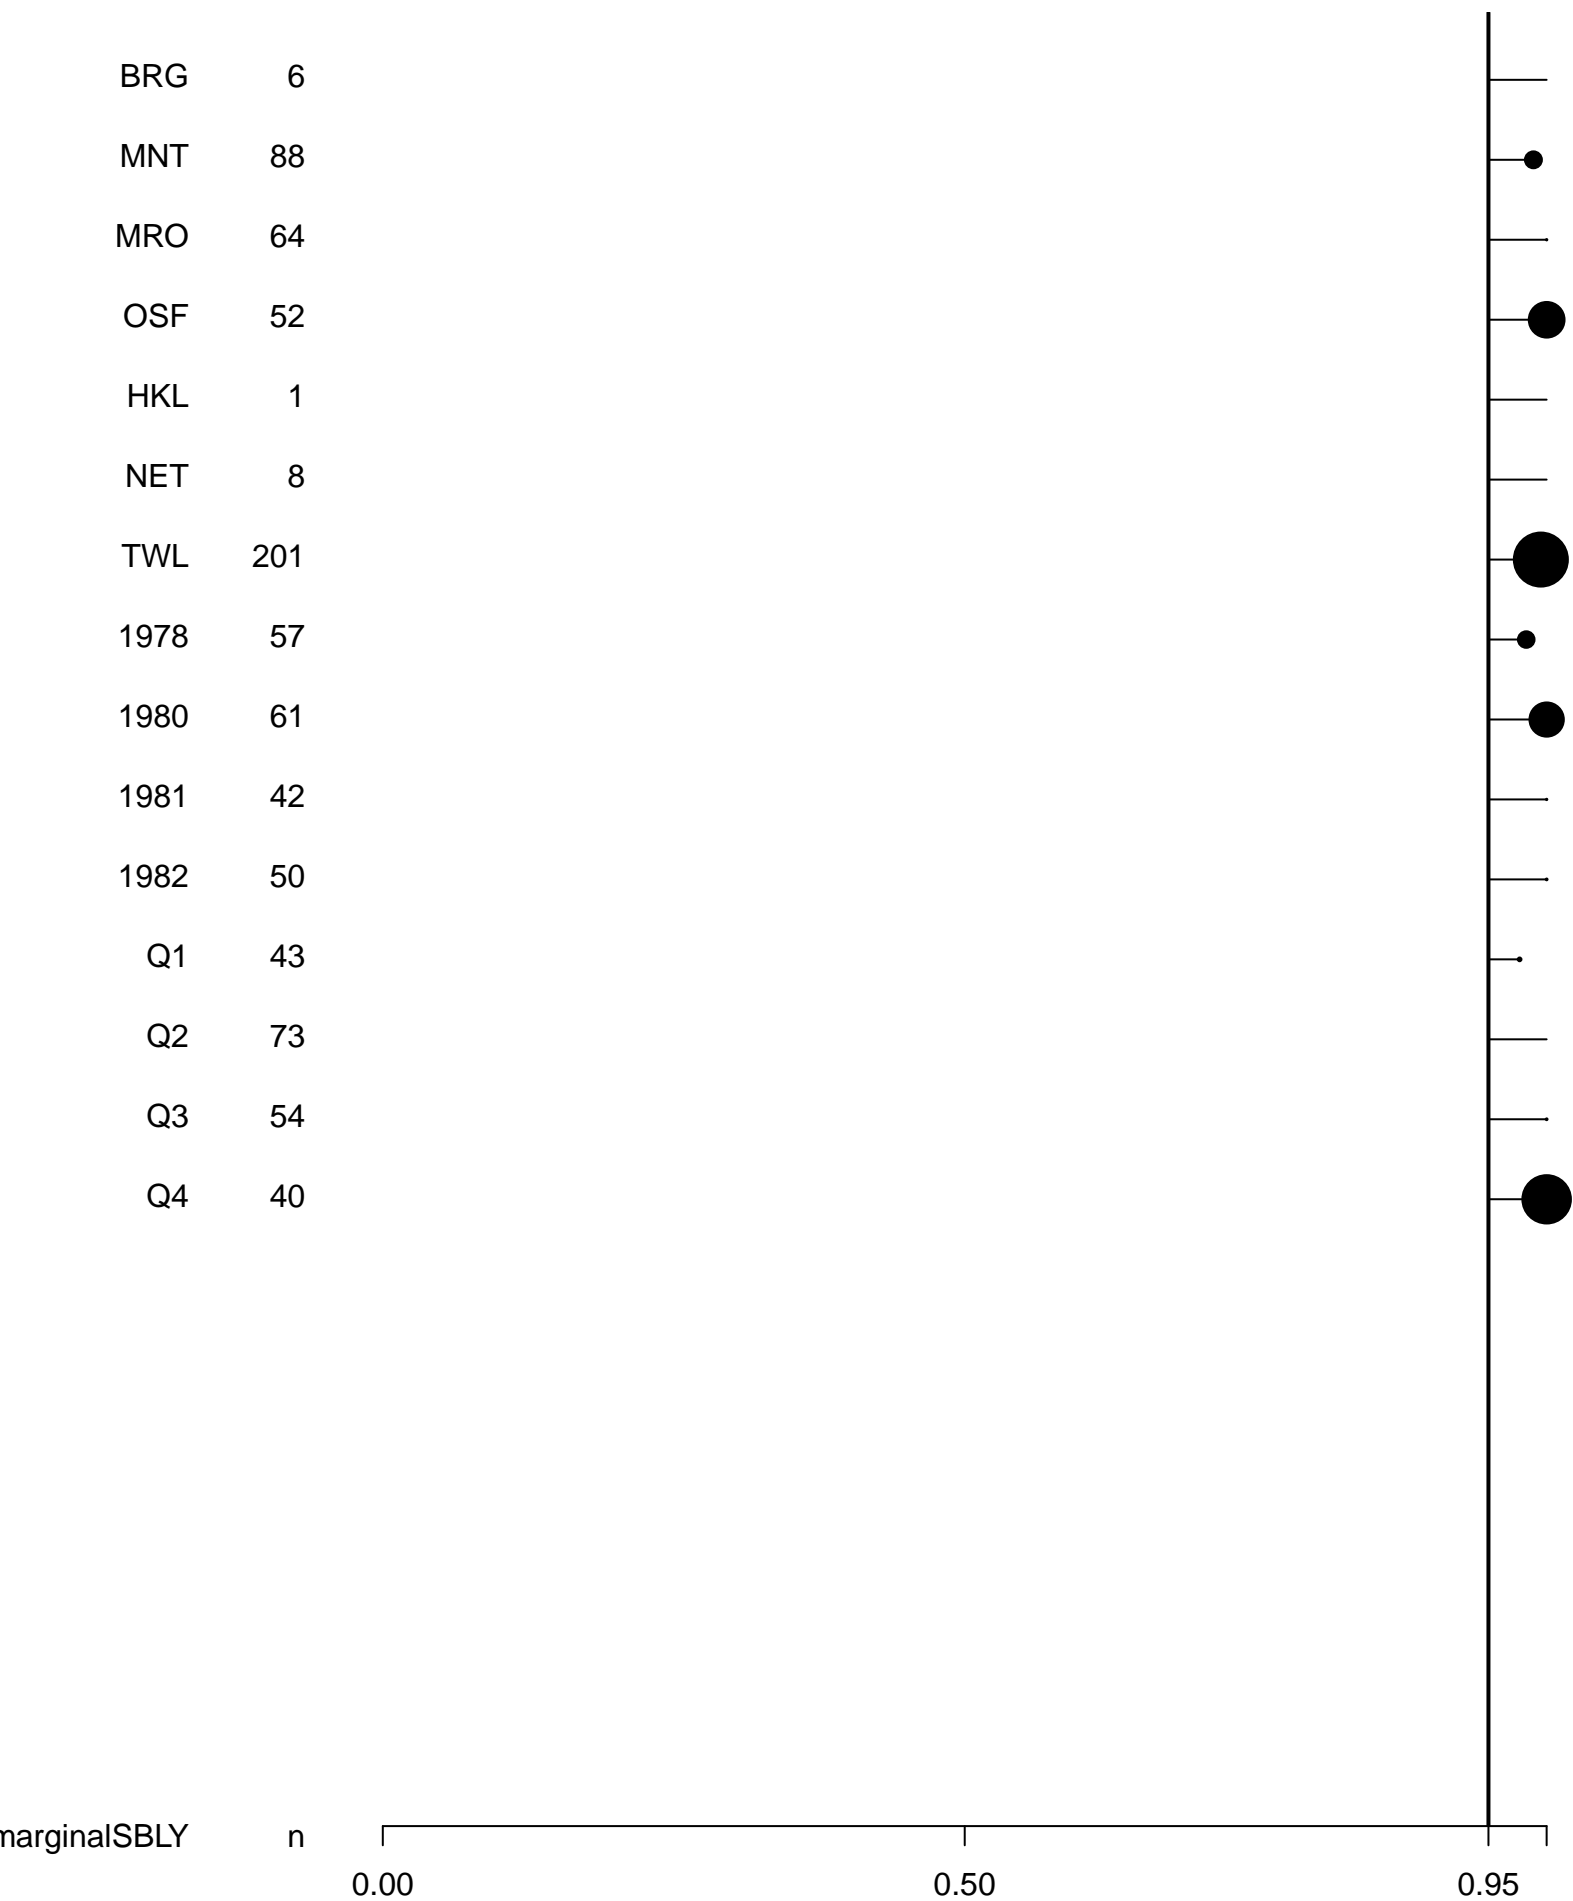 BRG 6
MNT 88
MRO 64
OSF 52
HKL 1
NET 8
TWL 201
1978 57
1980 61
1981 42
1982 50
Q1 43
Q2 73
Q3 54
Q4 40
marginalSBLY n
0.00 0.50 0.95